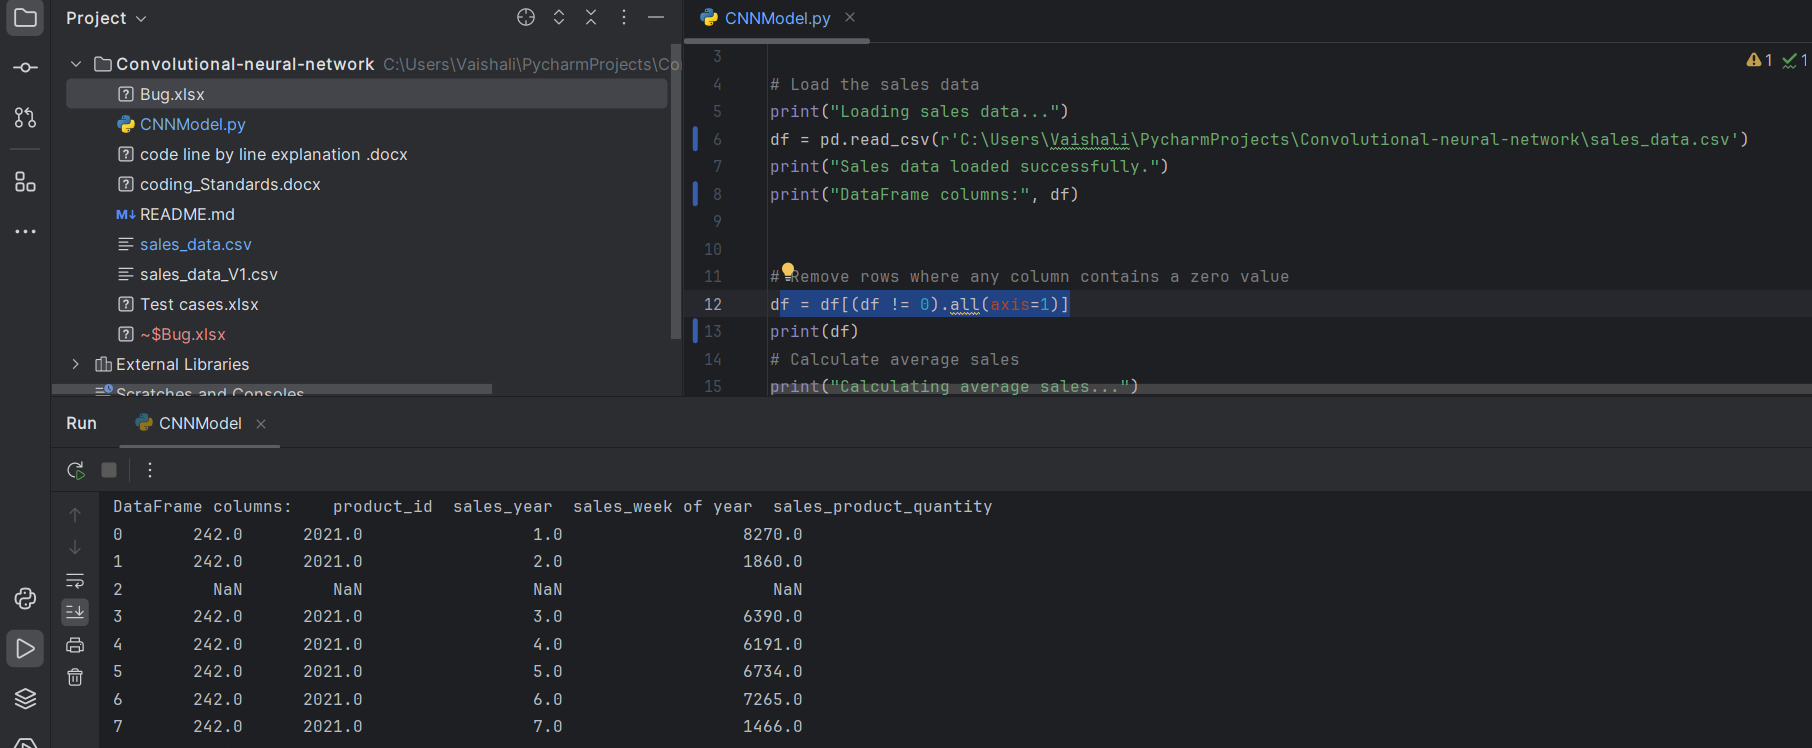 Project
Convolutional-neural-network C:\Users\Vaishali\PycharmProjects\Co
Bug.xlsx
CNNModel.py
code line by line explanation .docx
coding_Standards.docx
M↓ README.md
sales_data.csv
sales_data_V1.csv
Test cases.xlsx
~$Bug.xlsx
External Libraries
Scratches and Consoles
CNNModel.py
1 1
3
4 # Load the sales data
5 print("Loading sales data...")
6 df = pd.read_csv(r'C:\Users\Vaishali\PycharmProjects\Convolutional-neural-network\sales_data.csv')
7 print("Sales data loaded successfully.")
8 print("DataFrame columns:", df)
9
10
11 # Remove rows where any column contains a zero value
12 df = df[(df != 0).all(axis=1)]
13 print(df)
14 # Calculate average sales
15 print("Calculating average sales...")
Run CNNModel
DataFrame columns: product_id sales_year sales_week of year sales_product_quantity
0 242.0 2021.0 1.0 8270.0
1 242.0 2021.0 2.0 1860.0
2 NaN NaN NaN NaN
3 242.0 2021.0 3.0 6390.0
4 242.0 2021.0 4.0 6191.0
5 242.0 2021.0 5.0 6734.0
6 242.0 2021.0 6.0 7265.0
7 242.0 2021.0 7.0 1466.0